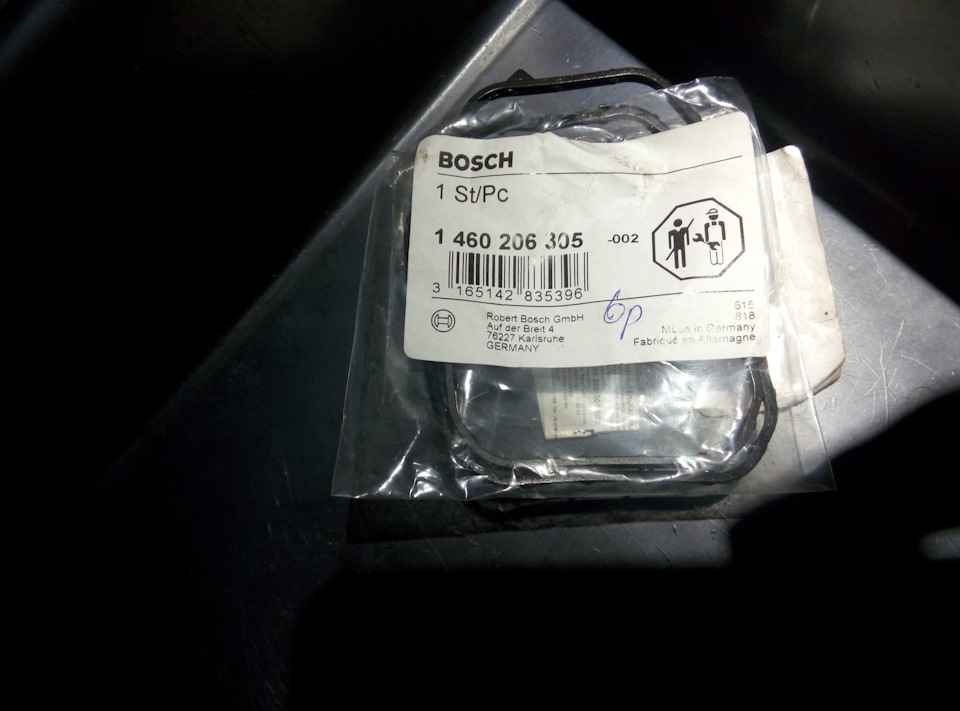 BOSCH
1 St/Pc
1 460 206 305 -002
3 165142 835396
Robert Bosch GmbH
Auf der Breit 4
76227 Karlsruhe
GERMANY
6p
515
818
Made in Germany
Fabriqué en Allemagne